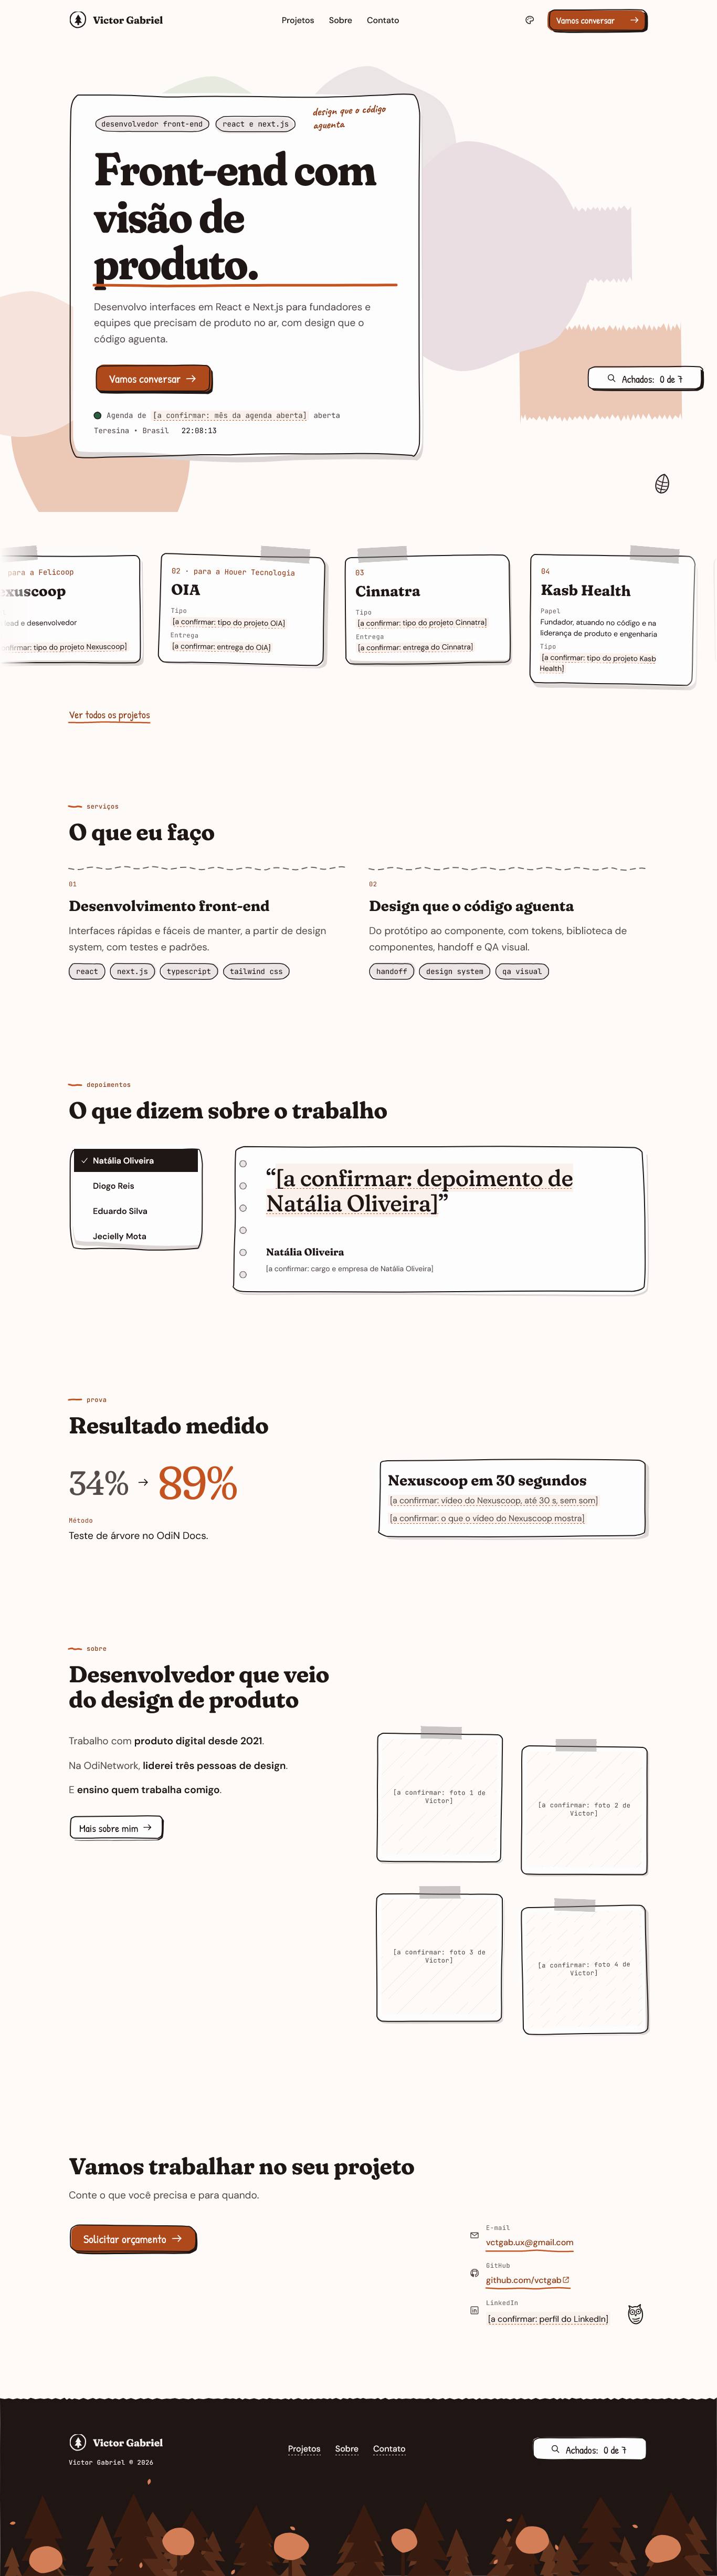 Victor Gabriel
Projetos Sobre Contato
Vamos conversar →
desenvolvedor front-end
react e next.js
design que o código
aguenta
Front-end com
visão de
produto.
Desenvolvo interfaces em React e Next.js para fundadores e
equipes que precisam de produto no ar, com design que o
código aguenta.
Vamos conversar →
Agenda de [a confirmar: mês da agenda aberta] aberta
Teresina • Brasil 22:08:13
Achados: 0 de 7
para a Felicoop
exuscoop
ead e desenvolvedor
nfirmar: tipo do projeto Nexuscoop]
02 · para a Houer Tecnologia
OIA
Tipo
[a confirmar: tipo do projeto OIA]
Entrega
[a confirmar: entrega do OIA]
03
Cinnatra
Tipo
[a confirmar: tipo do projeto Cinnatra]
Entrega
[a confirmar: entrega do Cinnatra]
04
Kasb Health
Papel
Fundador, atuando no código e na
liderança de produto e engenharia
Tipo
[a confirmar: tipo do projeto Kasb
Health]
Ver todos os projetos
serviços
O que eu faço
01
Desenvolvimento front-end
Interfaces rápidas e fáceis de manter, a partir de design
system, com testes e padrões.
react next.js typescript tailwind css
02
Design que o código aguenta
Do protótipo ao componente, com tokens, biblioteca de
componentes, handoff e QA visual.
handoff design system qa visual
depoimentos
O que dizem sobre o trabalho
Natália Oliveira
Diogo Reis
Eduardo Silva
Jecielly Mota
“[a confirmar: depoimento de
Natália Oliveira]”
Natália Oliveira
[a confirmar: cargo e empresa de Natália Oliveira]
prova
Resultado medido
34% → 89%
Método
Teste de árvore no OdiN Docs.
Nexuscoop em 30 segundos
[a confirmar: vídeo do Nexuscoop, até 30 s, sem som]
[a confirmar: o que o vídeo do Nexuscoop mostra]
sobre
Desenvolvedor que veio
do design de produto
Trabalho com produto digital desde 2021.
Na OdiNetwork, liderei três pessoas de design.
E ensino quem trabalha comigo.
Mais sobre mim →
[a confirmar: foto 1 de
Victor]
[a confirmar: foto 2 de
Victor]
[a confirmar: foto 3 de
Victor]
[a confirmar: foto 4 de
Victor]
Vamos trabalhar no seu projeto
Conte o que você precisa e para quando.
Solicitar orçamento →
E-mail
vctgab.ux@gmail.com
GitHub
github.com/vctgab
LinkedIn
[a confirmar: perfil do LinkedIn]
Victor Gabriel
Victor Gabriel © 2026
Projetos Sobre Contato
Achados: 0 de 7